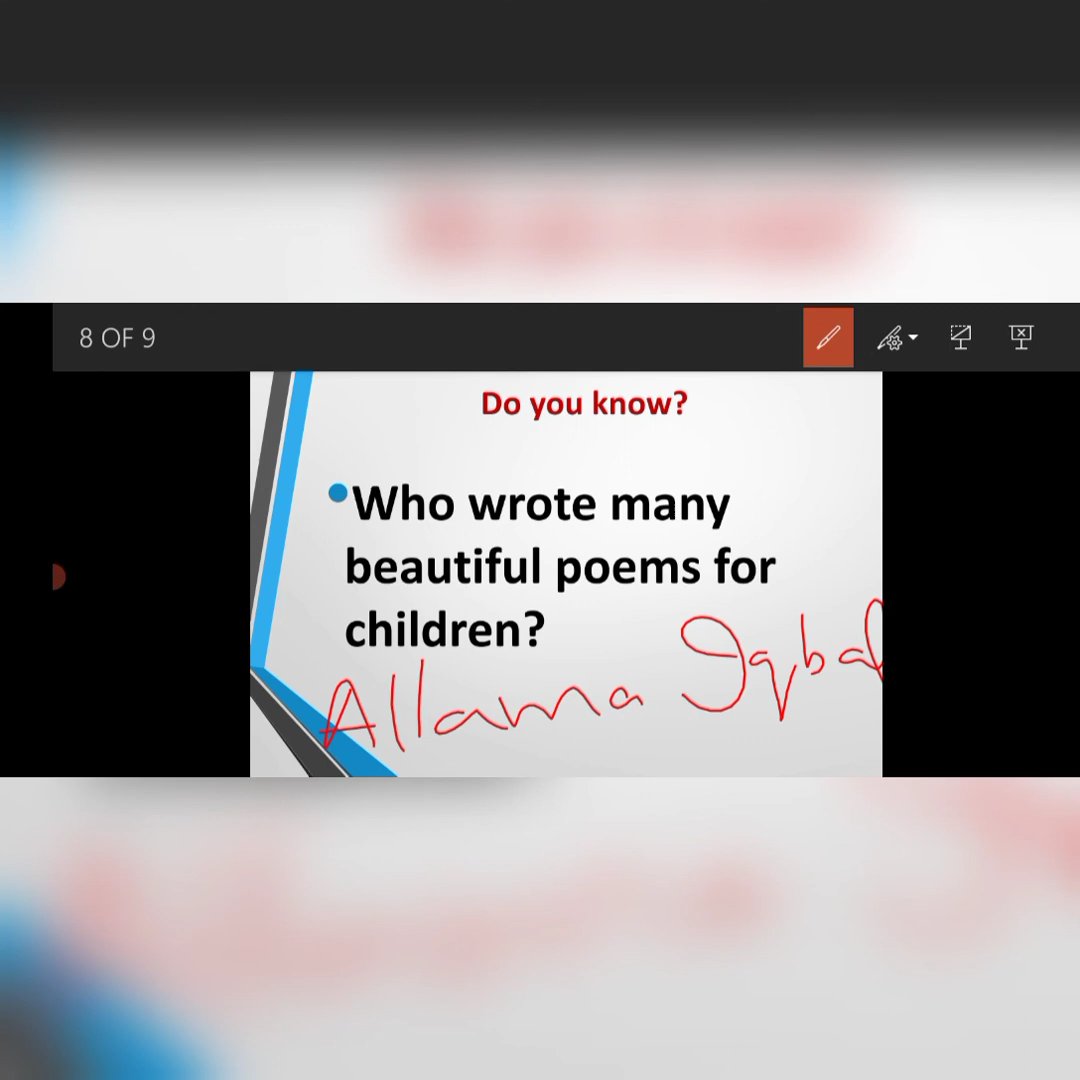 8 OF 9
Do you know?
•Who wrote many
beautiful poems for
children?
Allama Iqbal